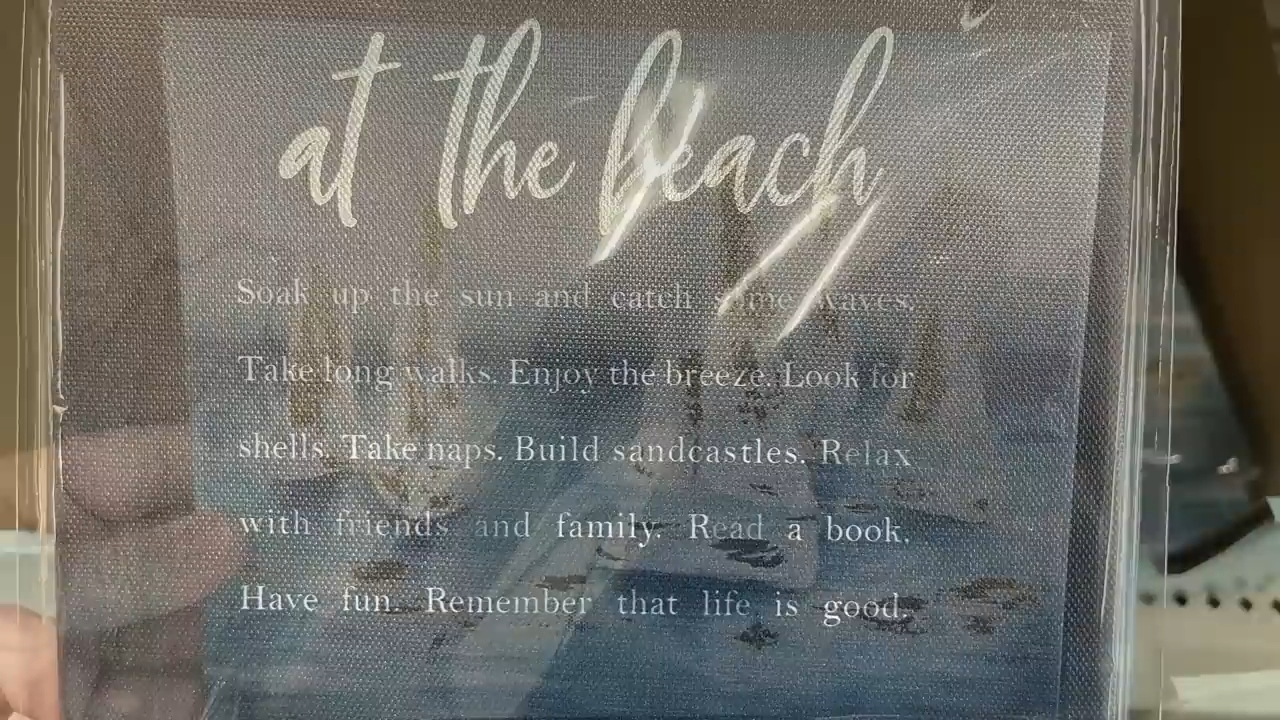 at the beach
Soak up the sun and catch some waves.
Take long walks. Enjoy the breeze. Look for
shells. Take naps. Build sandcastles. Relax
with friends and family. Read a book.
Have fun. Remember that life is good.